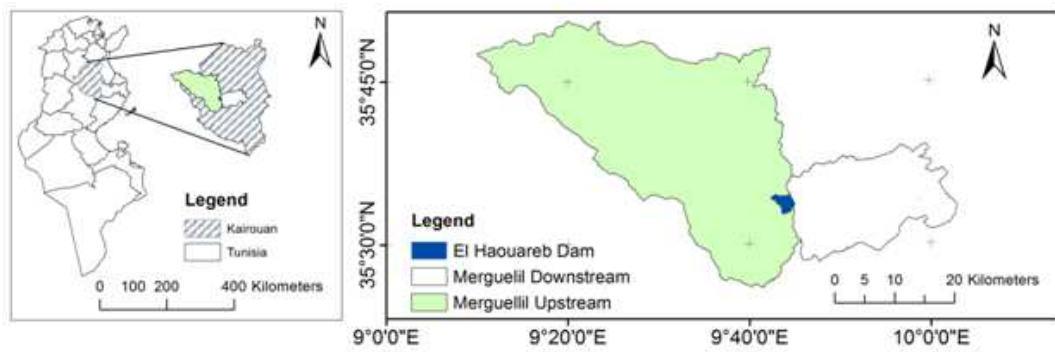 N
Legend
Kairouan
Tunisia
0 100 200 400 Kilometers
N
35°45'0"N
35°30'0"N
Legend
El Haouareb Dam
Merguelil Downstream
Merguellil Upstream
0 5 10 20 Kilometers
9°0'0"E 9°20'0"E 9°40'0"E 10°0'0"E